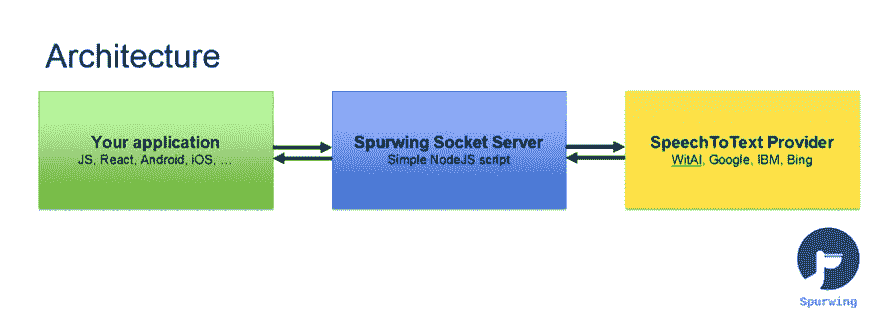 Architecture
Your application
JS, React, Android, iOS, ...
Spurwing Socket Server
Simple NodeJS script
SpeechToText Provider
WitAI, Google, IBM, Bing
Spurwing